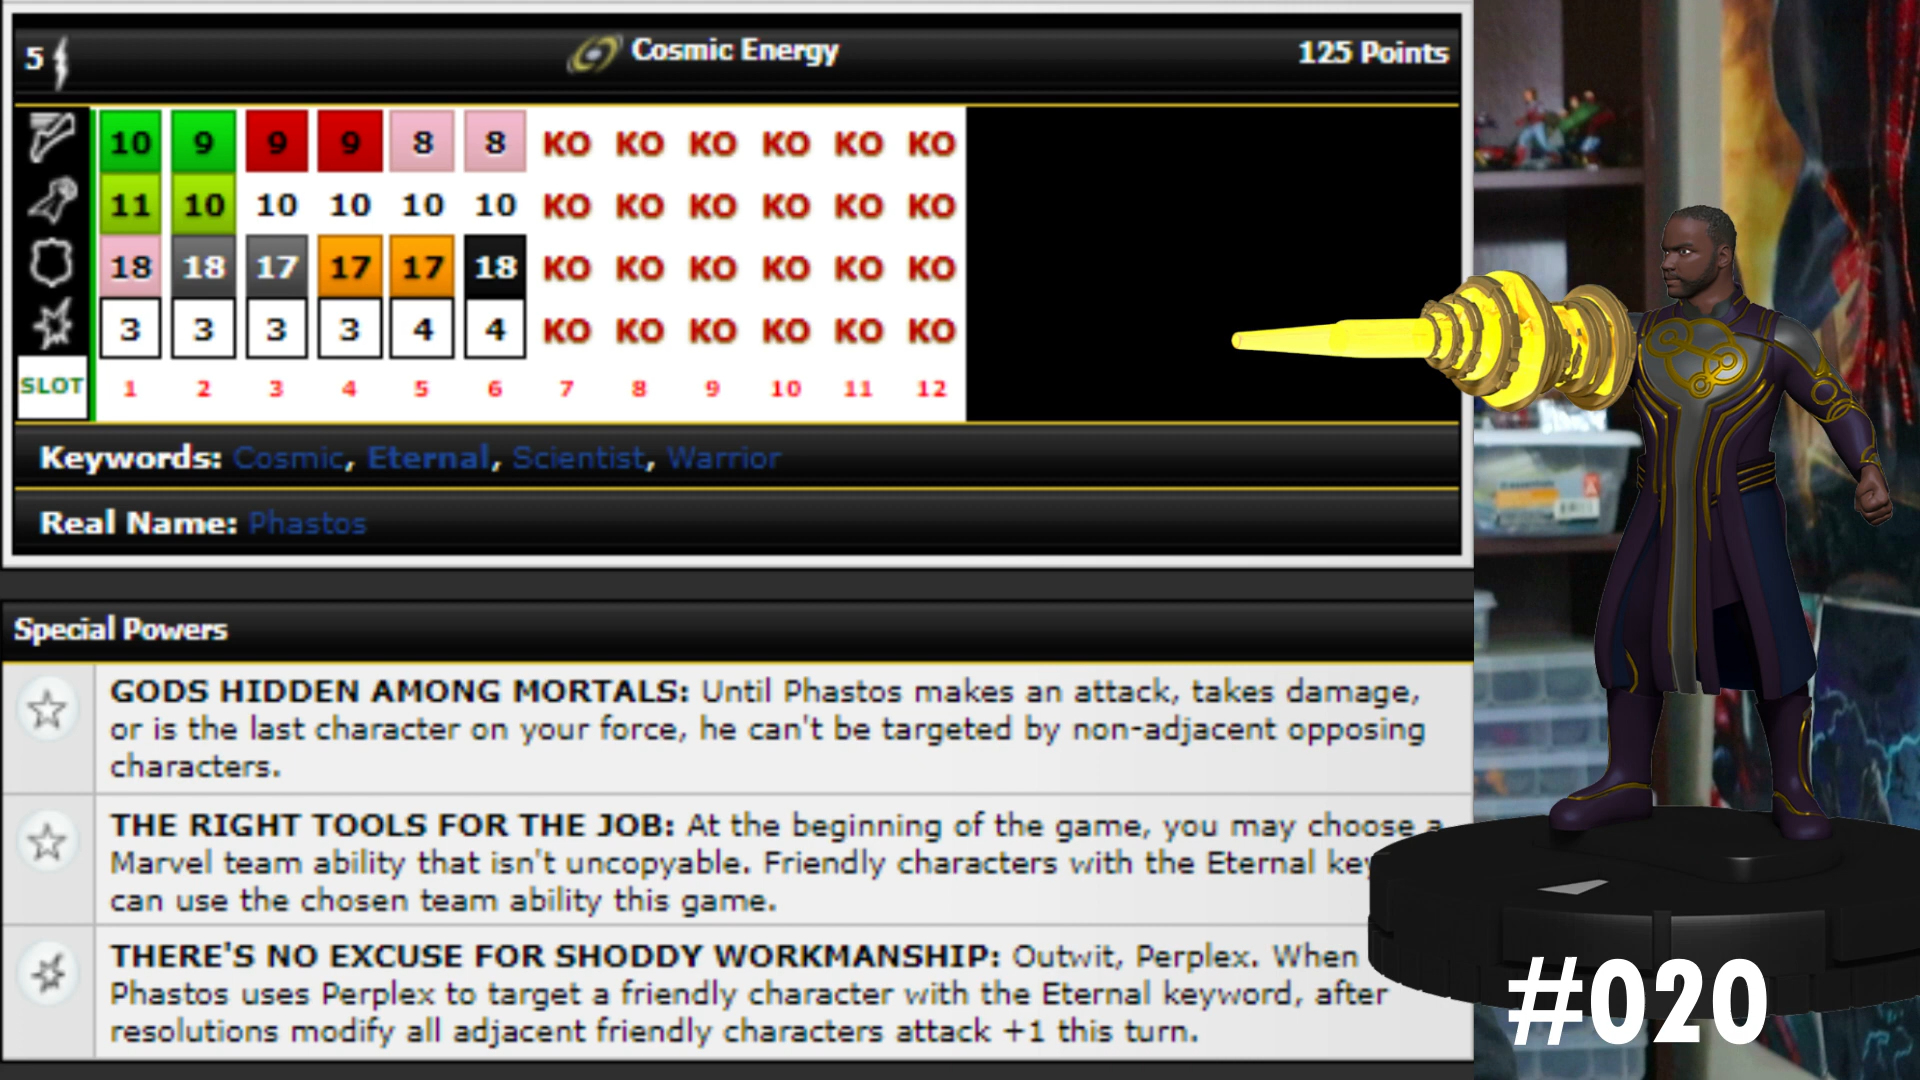 5 Cosmic Energy 125 Points
10 9 9 9 8 8 KO KO KO KO KO KO
11 10 10 10 10 10 KO KO KO KO KO KO
18 18 17 17 17 18 KO KO KO KO KO KO
3 3 3 3 4 4 KO KO KO KO KO KO
SLOT 1 2 3 4 5 6 7 8 9 10 11 12
Keywords: Cosmic, Eternal, Scientist, Warrior
Real Name: Phastos
Special Powers
GODS HIDDEN AMONG MORTALS: Until Phastos makes an attack, takes damage,
or is the last character on your force, he can't be targeted by non-adjacent opposing
characters.
THE RIGHT TOOLS FOR THE JOB: At the beginning of the game, you may choose a
Marvel team ability that isn't uncopyable. Friendly characters with the Eternal
can use the chosen team ability this game.
THERE'S NO EXCUSE FOR SHODDY WORKMANSHIP: Outwit, Perplex. When
Phastos uses Perplex to target a friendly character with the Eternal keyword, after
resolutions modify all adjacent friendly characters attack +1 this turn.
#020